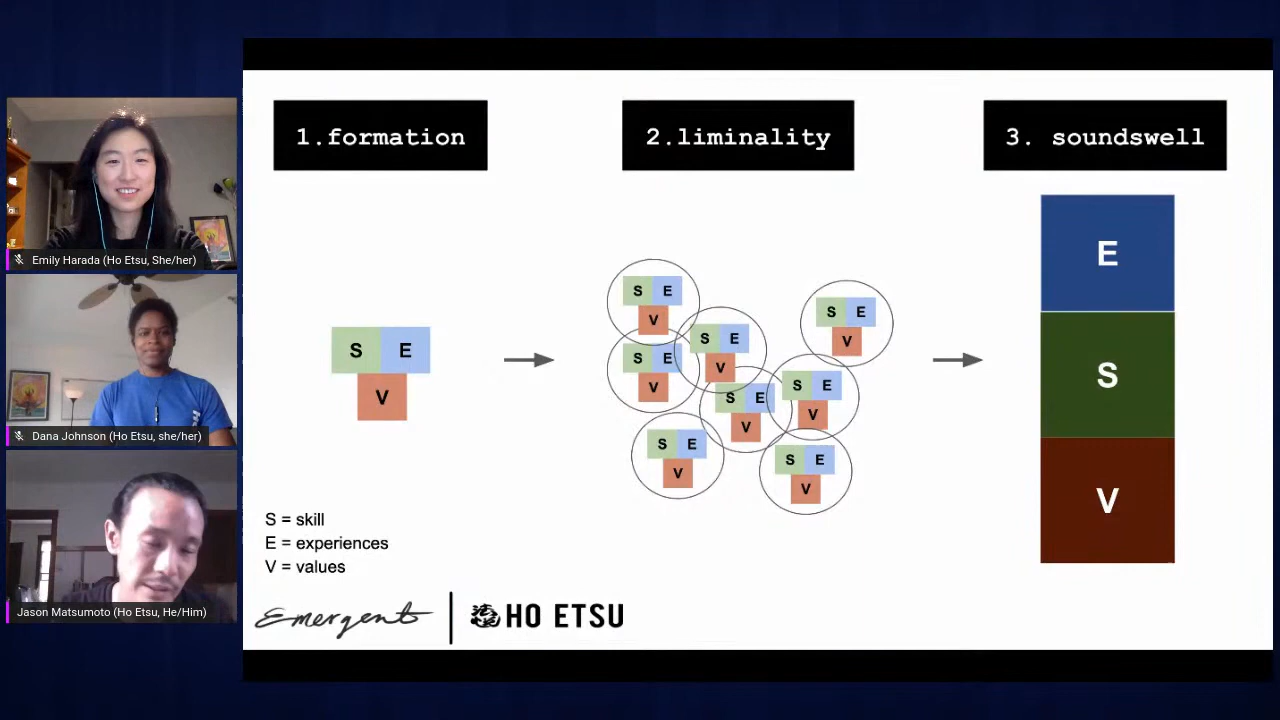 Emily Harada (Ho Etsu, She/her)
Dana Johnson (Ho Etsu, she/her)
Jason Matsumoto (Ho Etsu, He/Him)
1.formation
2.liminality
3. soundswell
S E
V
S E
V
S E
V
S E
V
S E
V
S E
V
S E
V
S E
V
S E
V
E
S
V
S = skill
E = experiences
V = values
Emergent
HO ETSU